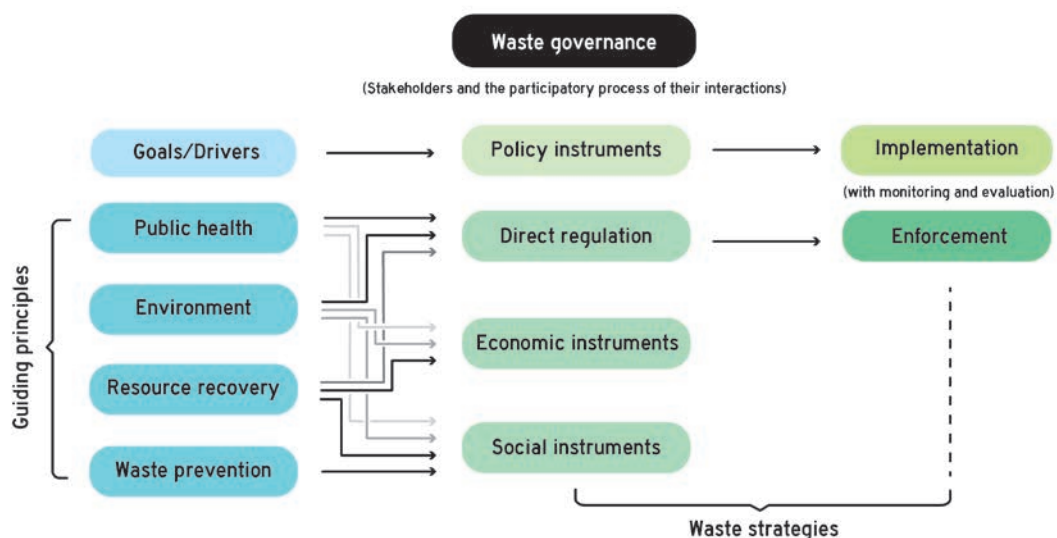 Waste governance
(Stakeholders and the participatory process of their interactions)
Goals/Drivers
Policy instruments
Implementation
(with monitoring and evaluation)
Guiding principles
Public health
Direct regulation
Enforcement
Environment
Economic instruments
Resource recovery
Social instruments
Waste prevention
Waste strategies